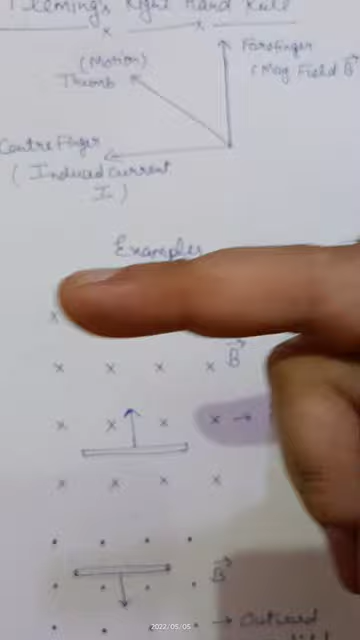 Fleming's Right Hand Rule
Forefinger
(Motion)
(Mag Field B
Thumb
Centre Finger
( Induced current
In )
Examples
B
B
→ Outward
2022/05/05